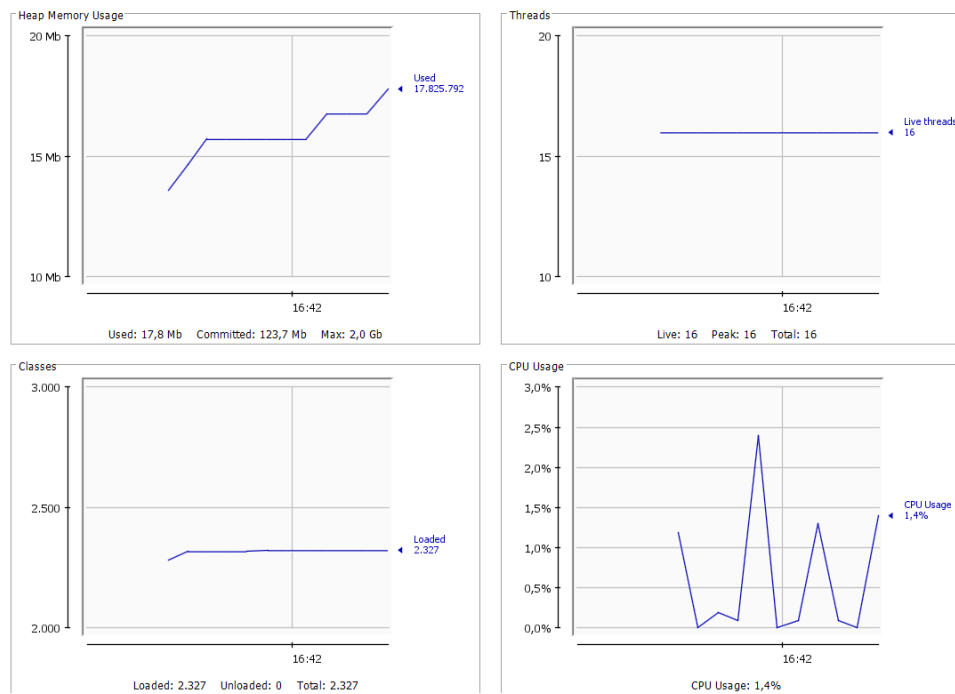 Heap Memory Usage
20 Mb
15 Mb
10 Mb
Used
17.825.792
16:42
Used: 17,8 Mb Committed: 123,7 Mb Max: 2,0 Gb
Threads
20
15
10
Live threads
16
16:42
Live: 16 Peak: 16 Total: 16
Classes
3.000
2.500
2.000
Loaded
2.327
16:42
Loaded: 2.327 Unloaded: 0 Total: 2.327
CPU Usage
3,0%
2,5%
2,0%
1,5%
1,0%
0,5%
0,0%
CPU Usage
1,4%
16:42
CPU Usage: 1,4%